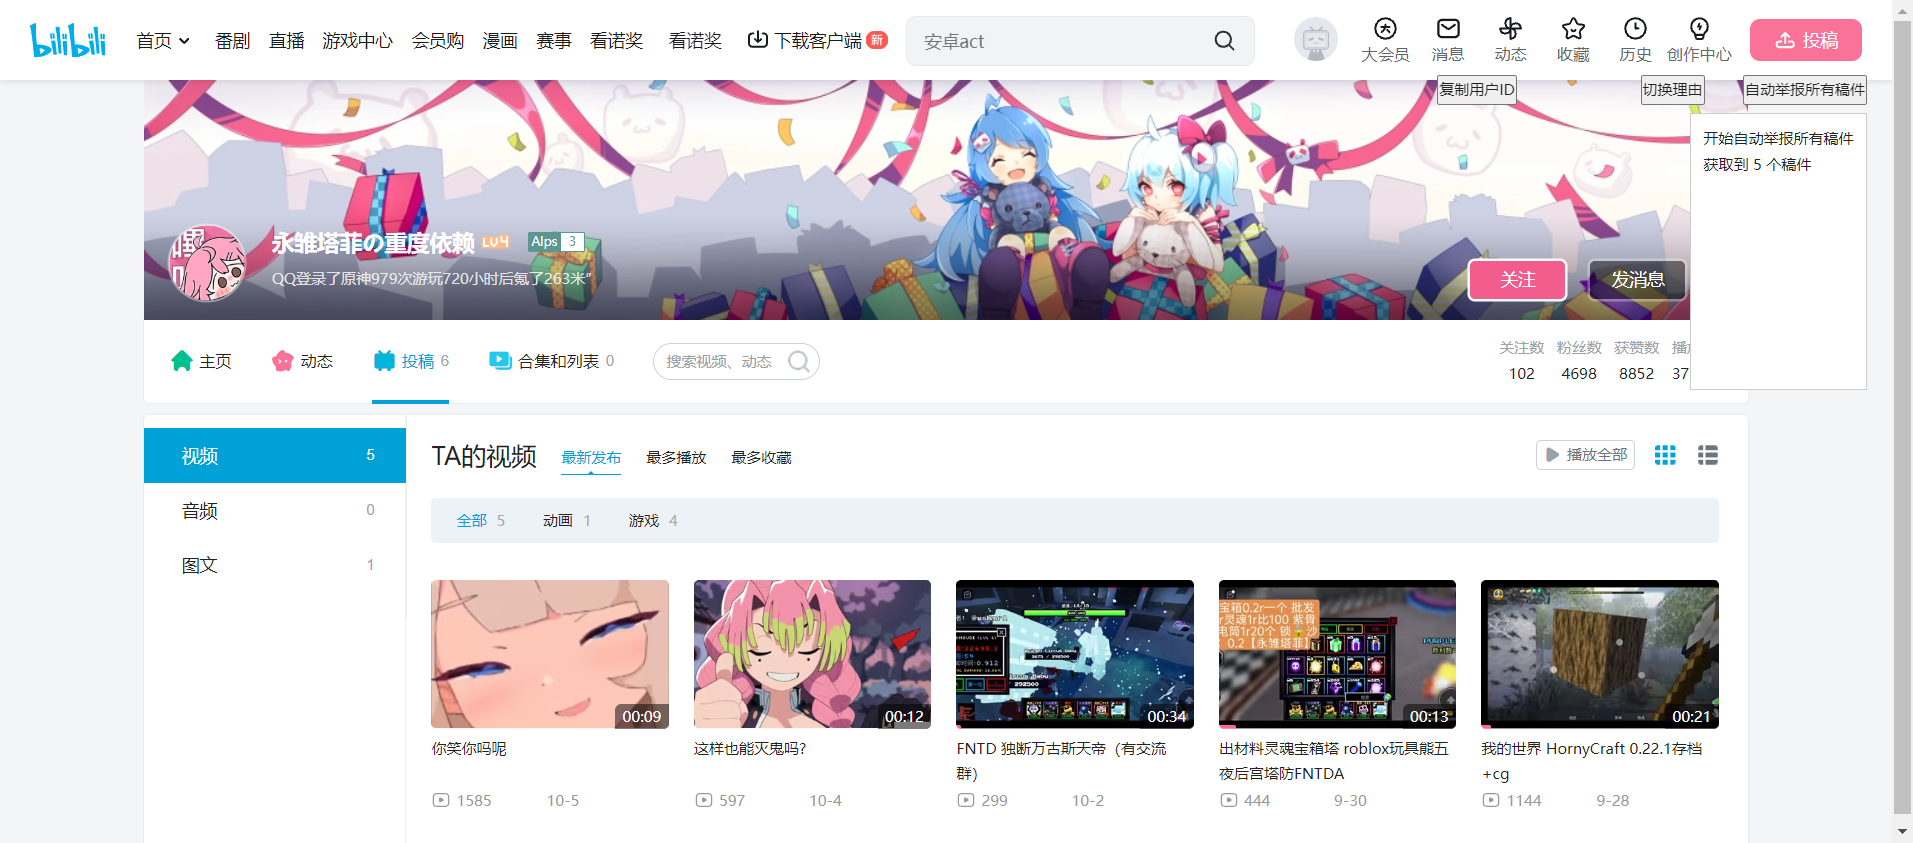 bilibili
首页 番剧 直播 游戏中心 会员购 漫画 赛事 看诺奖 看诺奖 下载客户端 新
安卓act
大会员 消息 动态 收藏 历史 创作中心 投稿
复制用户ID 切换理由 自动举报所有稿件
开始自动举报所有稿件
获取到 5 个稿件
永雏塔菲の重度依赖 LV4 Alps 3
QQ登录了原神979次游玩720小时后氪了263米”
关注 发消息
主页 动态 投稿 6 合集和列表 0
搜索视频、动态
关注数 粉丝数 获赞数
102 4698 8852 37
视频 5
音频 0
图文 1
TA的视频 最新发布 最多播放 最多收藏
播放全部
全部 5 动画 1 游戏 4
00:09
你笑你吗呢
1585 10-5
00:12
这样也能灭鬼吗?
597 10-4
292500
00:34
FNTD 独断万古斯天帝（有交流
群）
299 10-2
宝箱0.2r一个 批发
r灵魂1r比100 紫骨
电筒1r20个 锁🔒沙
0.2【永雏塔菲】
00:13
出材料灵魂宝箱塔 roblox玩具熊五
夜后宫塔防FNTDA
444 9-30
00:21
我的世界 HornyCraft 0.22.1存档
+cg
1144 9-28